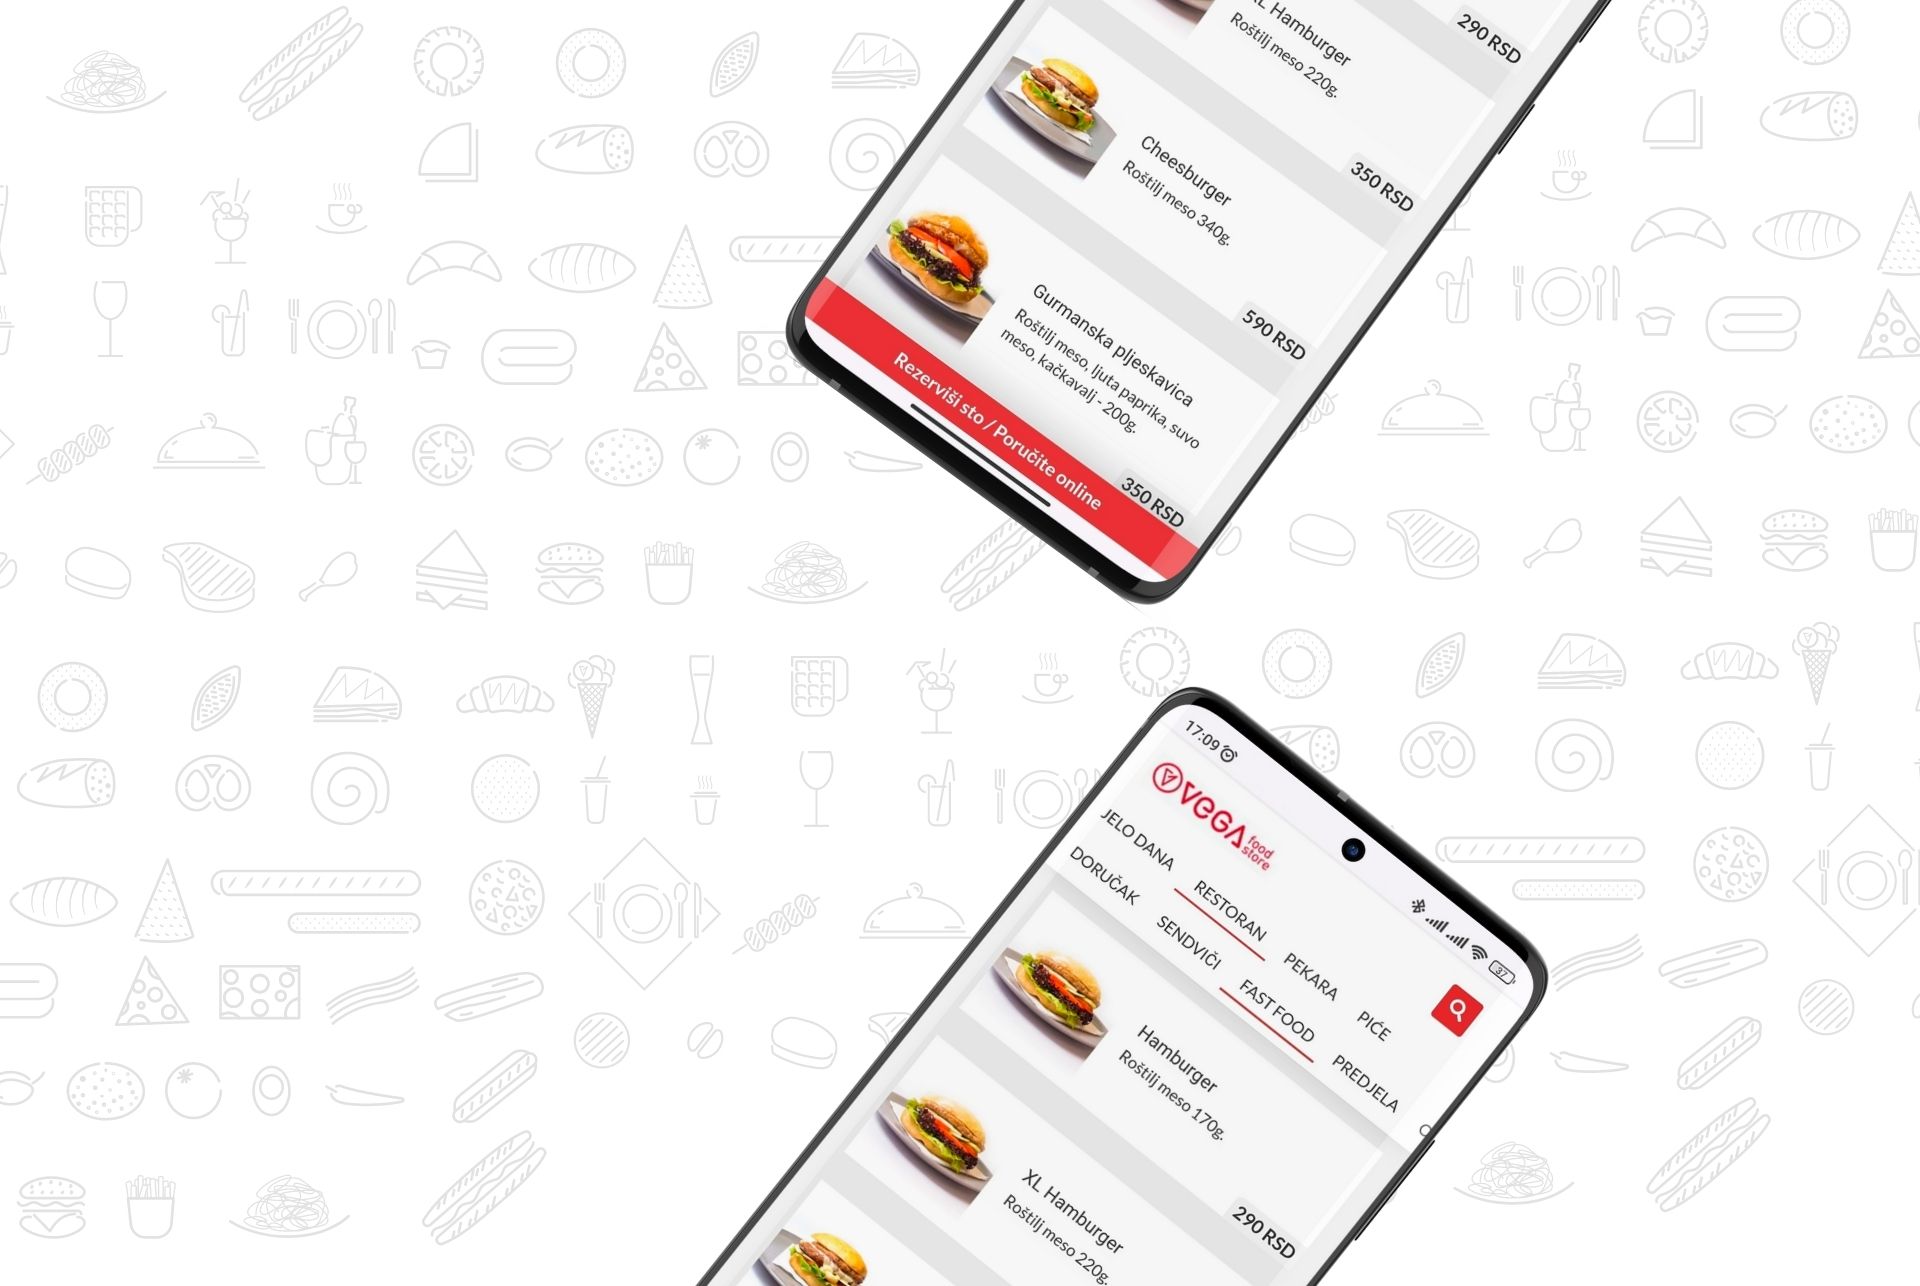 XL Hamburger
Roštilj meso 220g.
290 RSD
Cheesburger
Roštilj meso 340g.
350 RSD
Gurmanska pljeskavica
Roštilj meso, ljuta paprika, suvo
meso, kačkavalj - 200g.
590 RSD
350 RSD
Rezerviši sto / Poručite online
17:09
37
VEGA food
store
JELO DANA RESTORAN PEKARA PIĆE
DORUČAK SENDVIČI FAST FOOD PREDJELA
Hamburger
Roštilj meso 170g.
XL Hamburger
Roštilj meso 220g.
290 RSD